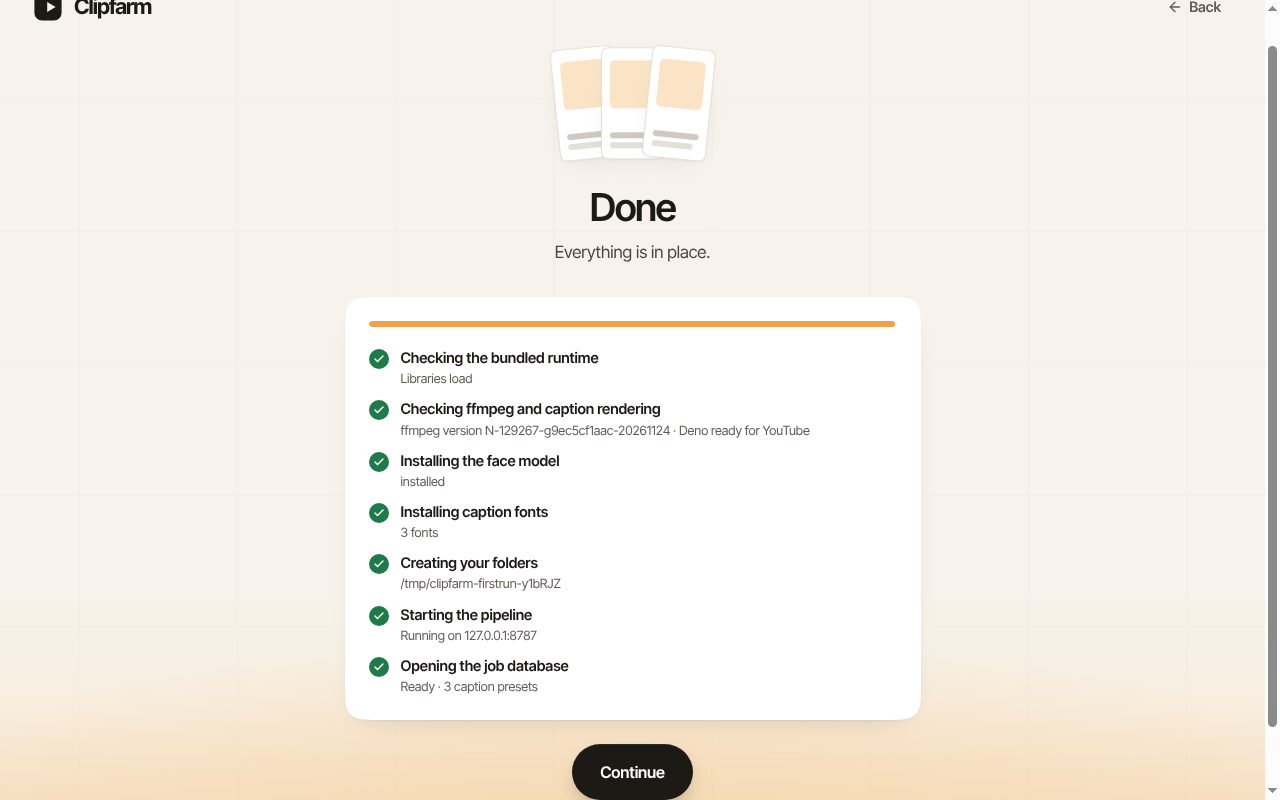 Clipfarm
Back
Done
Everything is in place.
Checking the bundled runtime
Libraries load
Checking ffmpeg and caption rendering
ffmpeg version N-129267-g9ec5cf1aac-20261124 · Deno ready for YouTube
Installing the face model
installed
Installing caption fonts
3 fonts
Creating your folders
/tmp/clipfarm-firstrun-y1bRJZ
Starting the pipeline
Running on 127.0.0.1:8787
Opening the job database
Ready · 3 caption presets
Continue